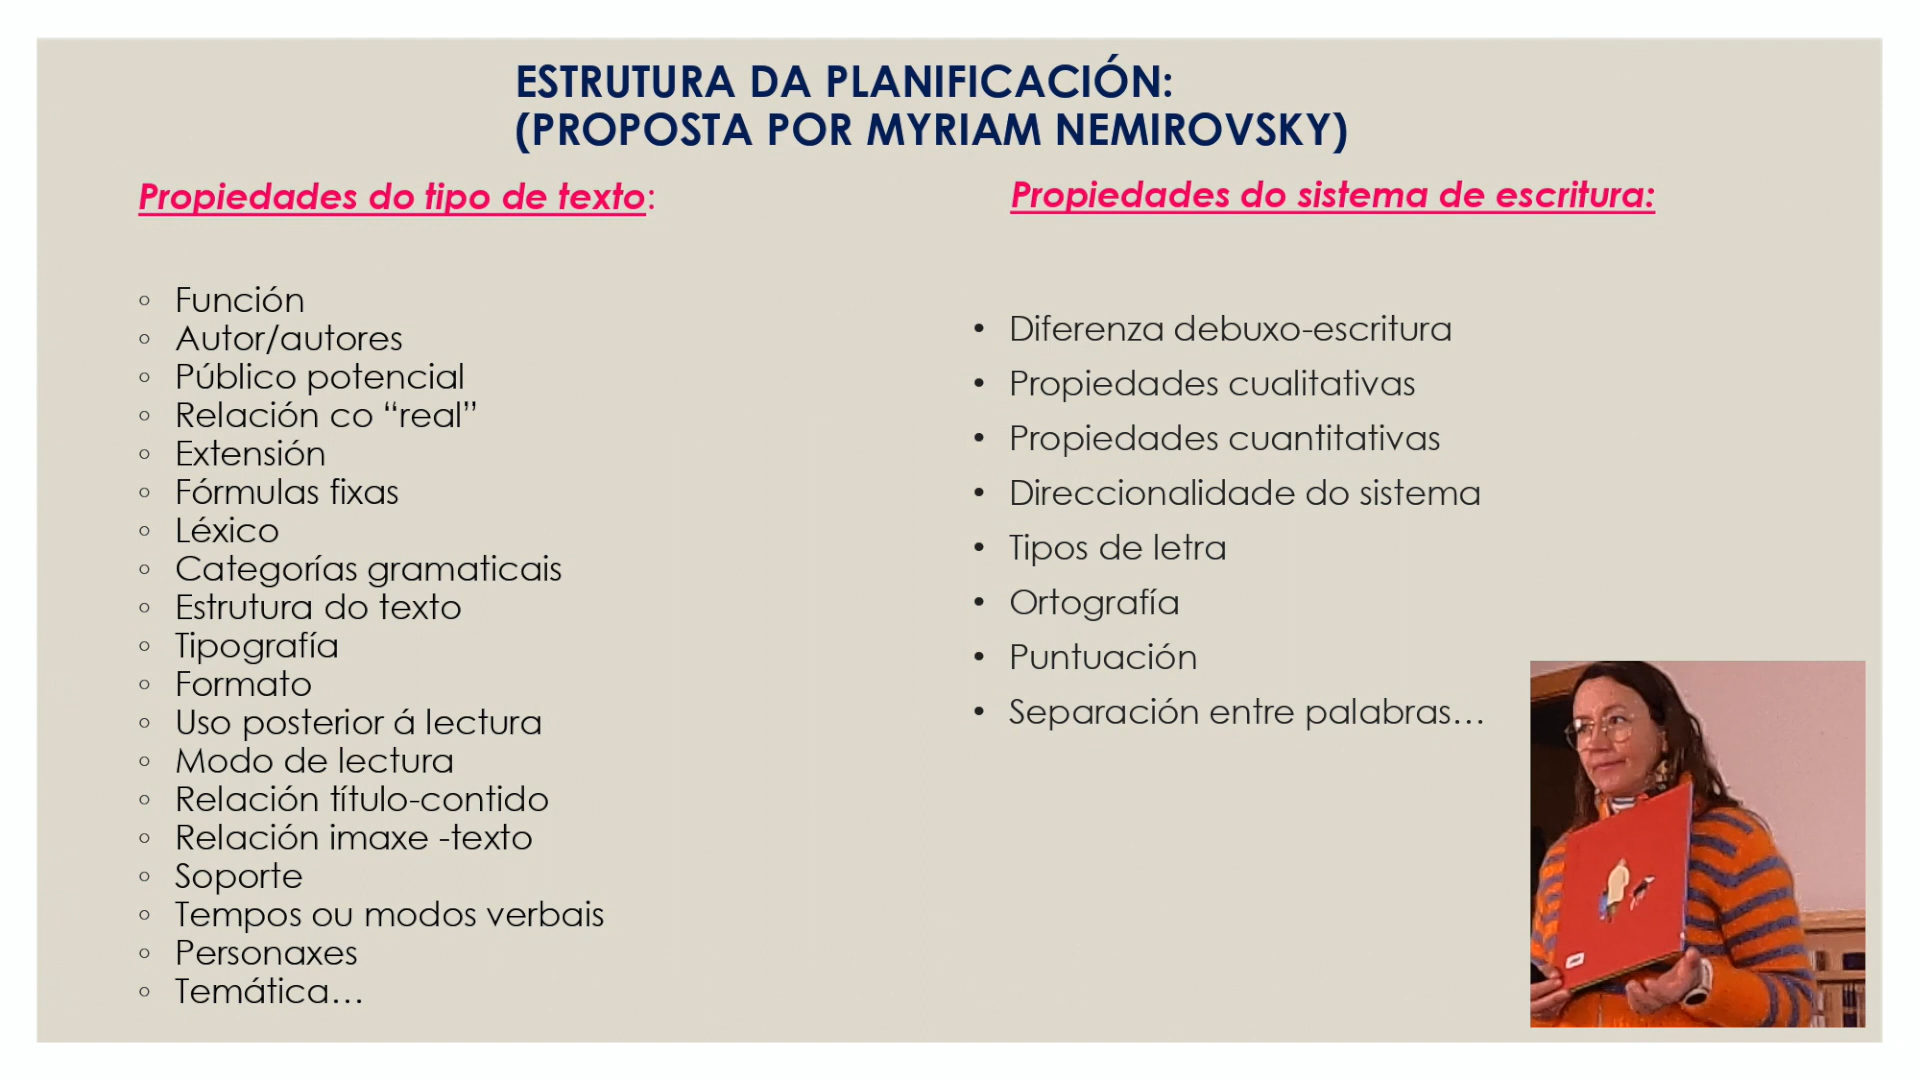 ESTRUTURA DA PLANIFICACIÓN:
(PROPOSTA POR MYRIAM NEMIROVSKY)
Propiedades do tipo de texto:
◦ Función
◦ Autor/autores
◦ Público potencial
◦ Relación co “real”
◦ Extensión
◦ Fórmulas fixas
◦ Léxico
◦ Categorías gramaticais
◦ Estrutura do texto
◦ Tipografía
◦ Formato
◦ Uso posterior á lectura
◦ Modo de lectura
◦ Relación título-contido
◦ Relación imaxe -texto
◦ Soporte
◦ Tempos ou modos verbais
◦ Personaxes
◦ Temática…
Propiedades do sistema de escritura:
• Diferenza debuxo-escritura
• Propiedades cualitativas
• Propiedades cuantitativas
• Direccionalidade do sistema
• Tipos de letra
• Ortografía
• Puntuación
• Separación entre palabras…